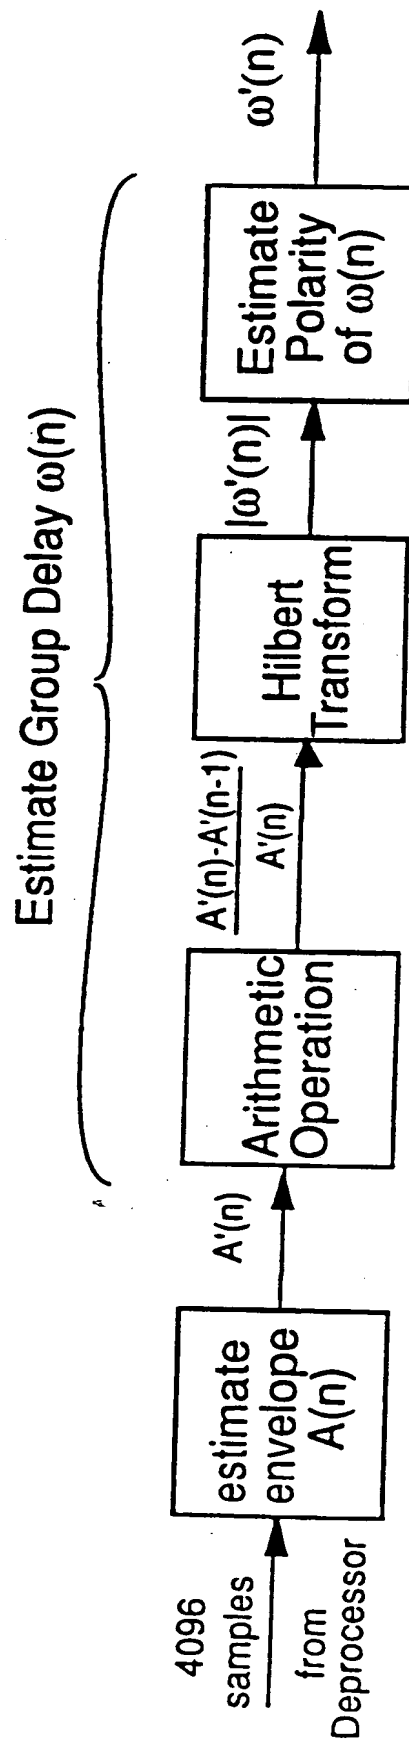 Estimate Group Delay ω(n)
4096
samples
from
Deprocessor
estimate
envelope
A(n)
A'(n)
Arithmetic
Operation
A'(n)-A'(n-1)
A'(n)
Hilbert
Transform
|ω'(n)|
Estimate
Polarity
of ω(n)
ω'(n)